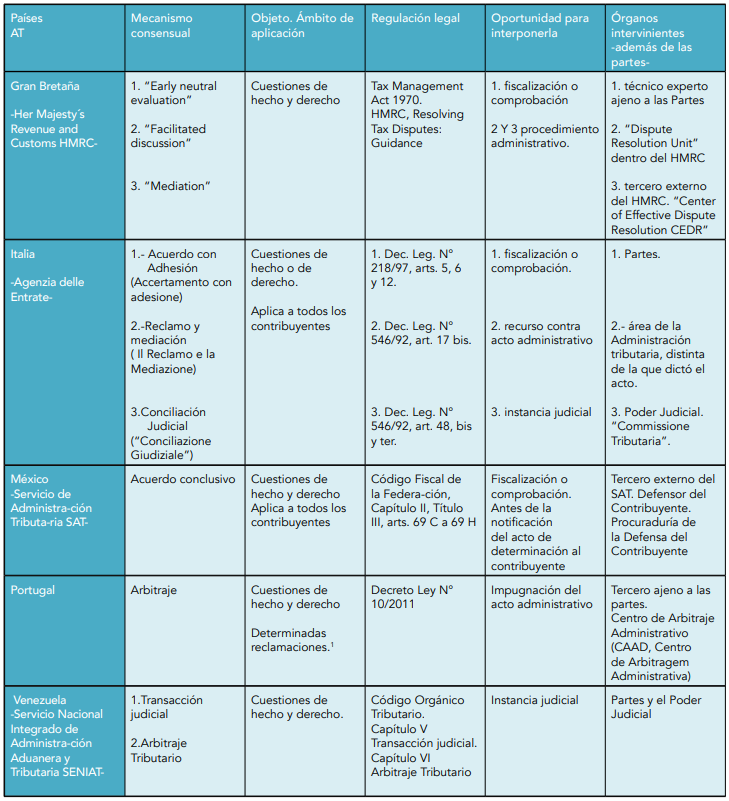 Países
AT
Mecanismo
consensual
Objeto. Ámbito de
aplicación
Regulación legal
Oportunidad para
interponerla
Órganos
intervinientes
-además de las
partes-
Gran Bretaña
-Her Majesty´s
Revenue and
Customs HMRC-
1. “Early neutral
evaluation”
2. “Facilitated
discussion”
3. “Mediation”
Cuestiones de
hecho y derecho
Tax Management
Act 1970.
HMRC, Resolving
Tax Disputes:
Guidance
1. fiscalización o
comprobación
2 Y 3 procedimiento
administrativo.
1. técnico experto
ajeno a las Partes
2. “Dispute
Resolution Unit”
dentro del HMRC
3. tercero externo
del HMRC. “Center
of Effective Dispute
Resolution CEDR”
Italia
-Agenzia delle
Entrate-
1.- Acuerdo con
Adhesión
(Accertamento con
adesione)
2.-Reclamo y
mediación
( Il Reclamo e la
Mediazione)
3.Conciliación
Judicial
(“Conciliazione
Giudiziale”)
Cuestiones de
hecho o de
derecho.
Aplica a todos los
contribuyentes
1. Dec. Leg. N°
218/97, arts. 5, 6
y 12.
2. Dec. Leg. N°
546/92, art. 17 bis.
3. Dec. Leg. N°
546/92, art. 48, bis
y ter.
1. fiscalización o
comprobación.
2. recurso contra
acto administrativo
3. instancia judicial
1. Partes.
2.- área de la
Administración
tributaria, distinta
de la que dictó el
acto.
3. Poder Judicial.
“Commissione
Tributaria”.
México
-Servicio de
Administra-ción
Tributa-ria SAT-
Acuerdo conclusivo
Cuestiones de
hecho y derecho
Aplica a todos los
contribuyentes
Código Fiscal de
la Federa-ción,
Capítulo II, Título
III, arts. 69 C a 69 H
Fiscalización o
comprobación.
Antes de la
notificación
del acto de
determinación al
contribuyente
Tercero externo del
SAT. Defensor del
Contribuyente.
Procuraduría de
la Defensa del
Contribuyente
Portugal
Arbitraje
Cuestiones de
hecho y derecho
Determinadas
reclamaciones.¹
Decreto Ley N°
10/2011
Impugnación del
acto administrativo
Tercero ajeno a las
partes.
Centro de Arbitraje
Administrativo
(CAAD, Centro
de Arbitragem
Administrativa)
Venezuela
-Servicio Nacional
Integrado de
Administra-ción
Aduanera y
Tributaria SENIAT-
1.Transacción
judicial
2.Arbitraje
Tributario
Cuestiones de
hecho y derecho.
Código Orgánico
Tributario.
Capítulo V
Transacción judicial.
Capítulo VI
Arbitraje Tributario
Instancia judicial
Partes y el Poder
Judicial